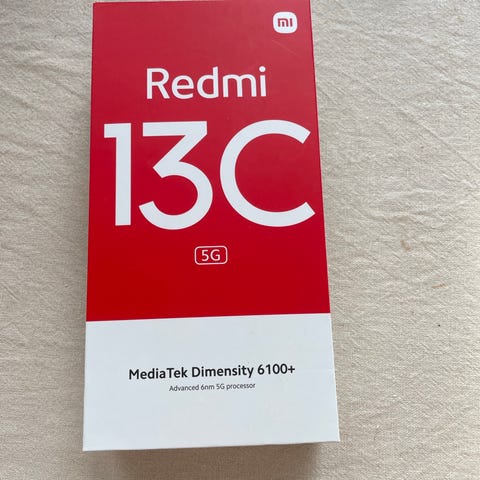 mi
Redmi
13C
5G
MediaTek Dimensity 6100+
Advanced 6nm 5G processor